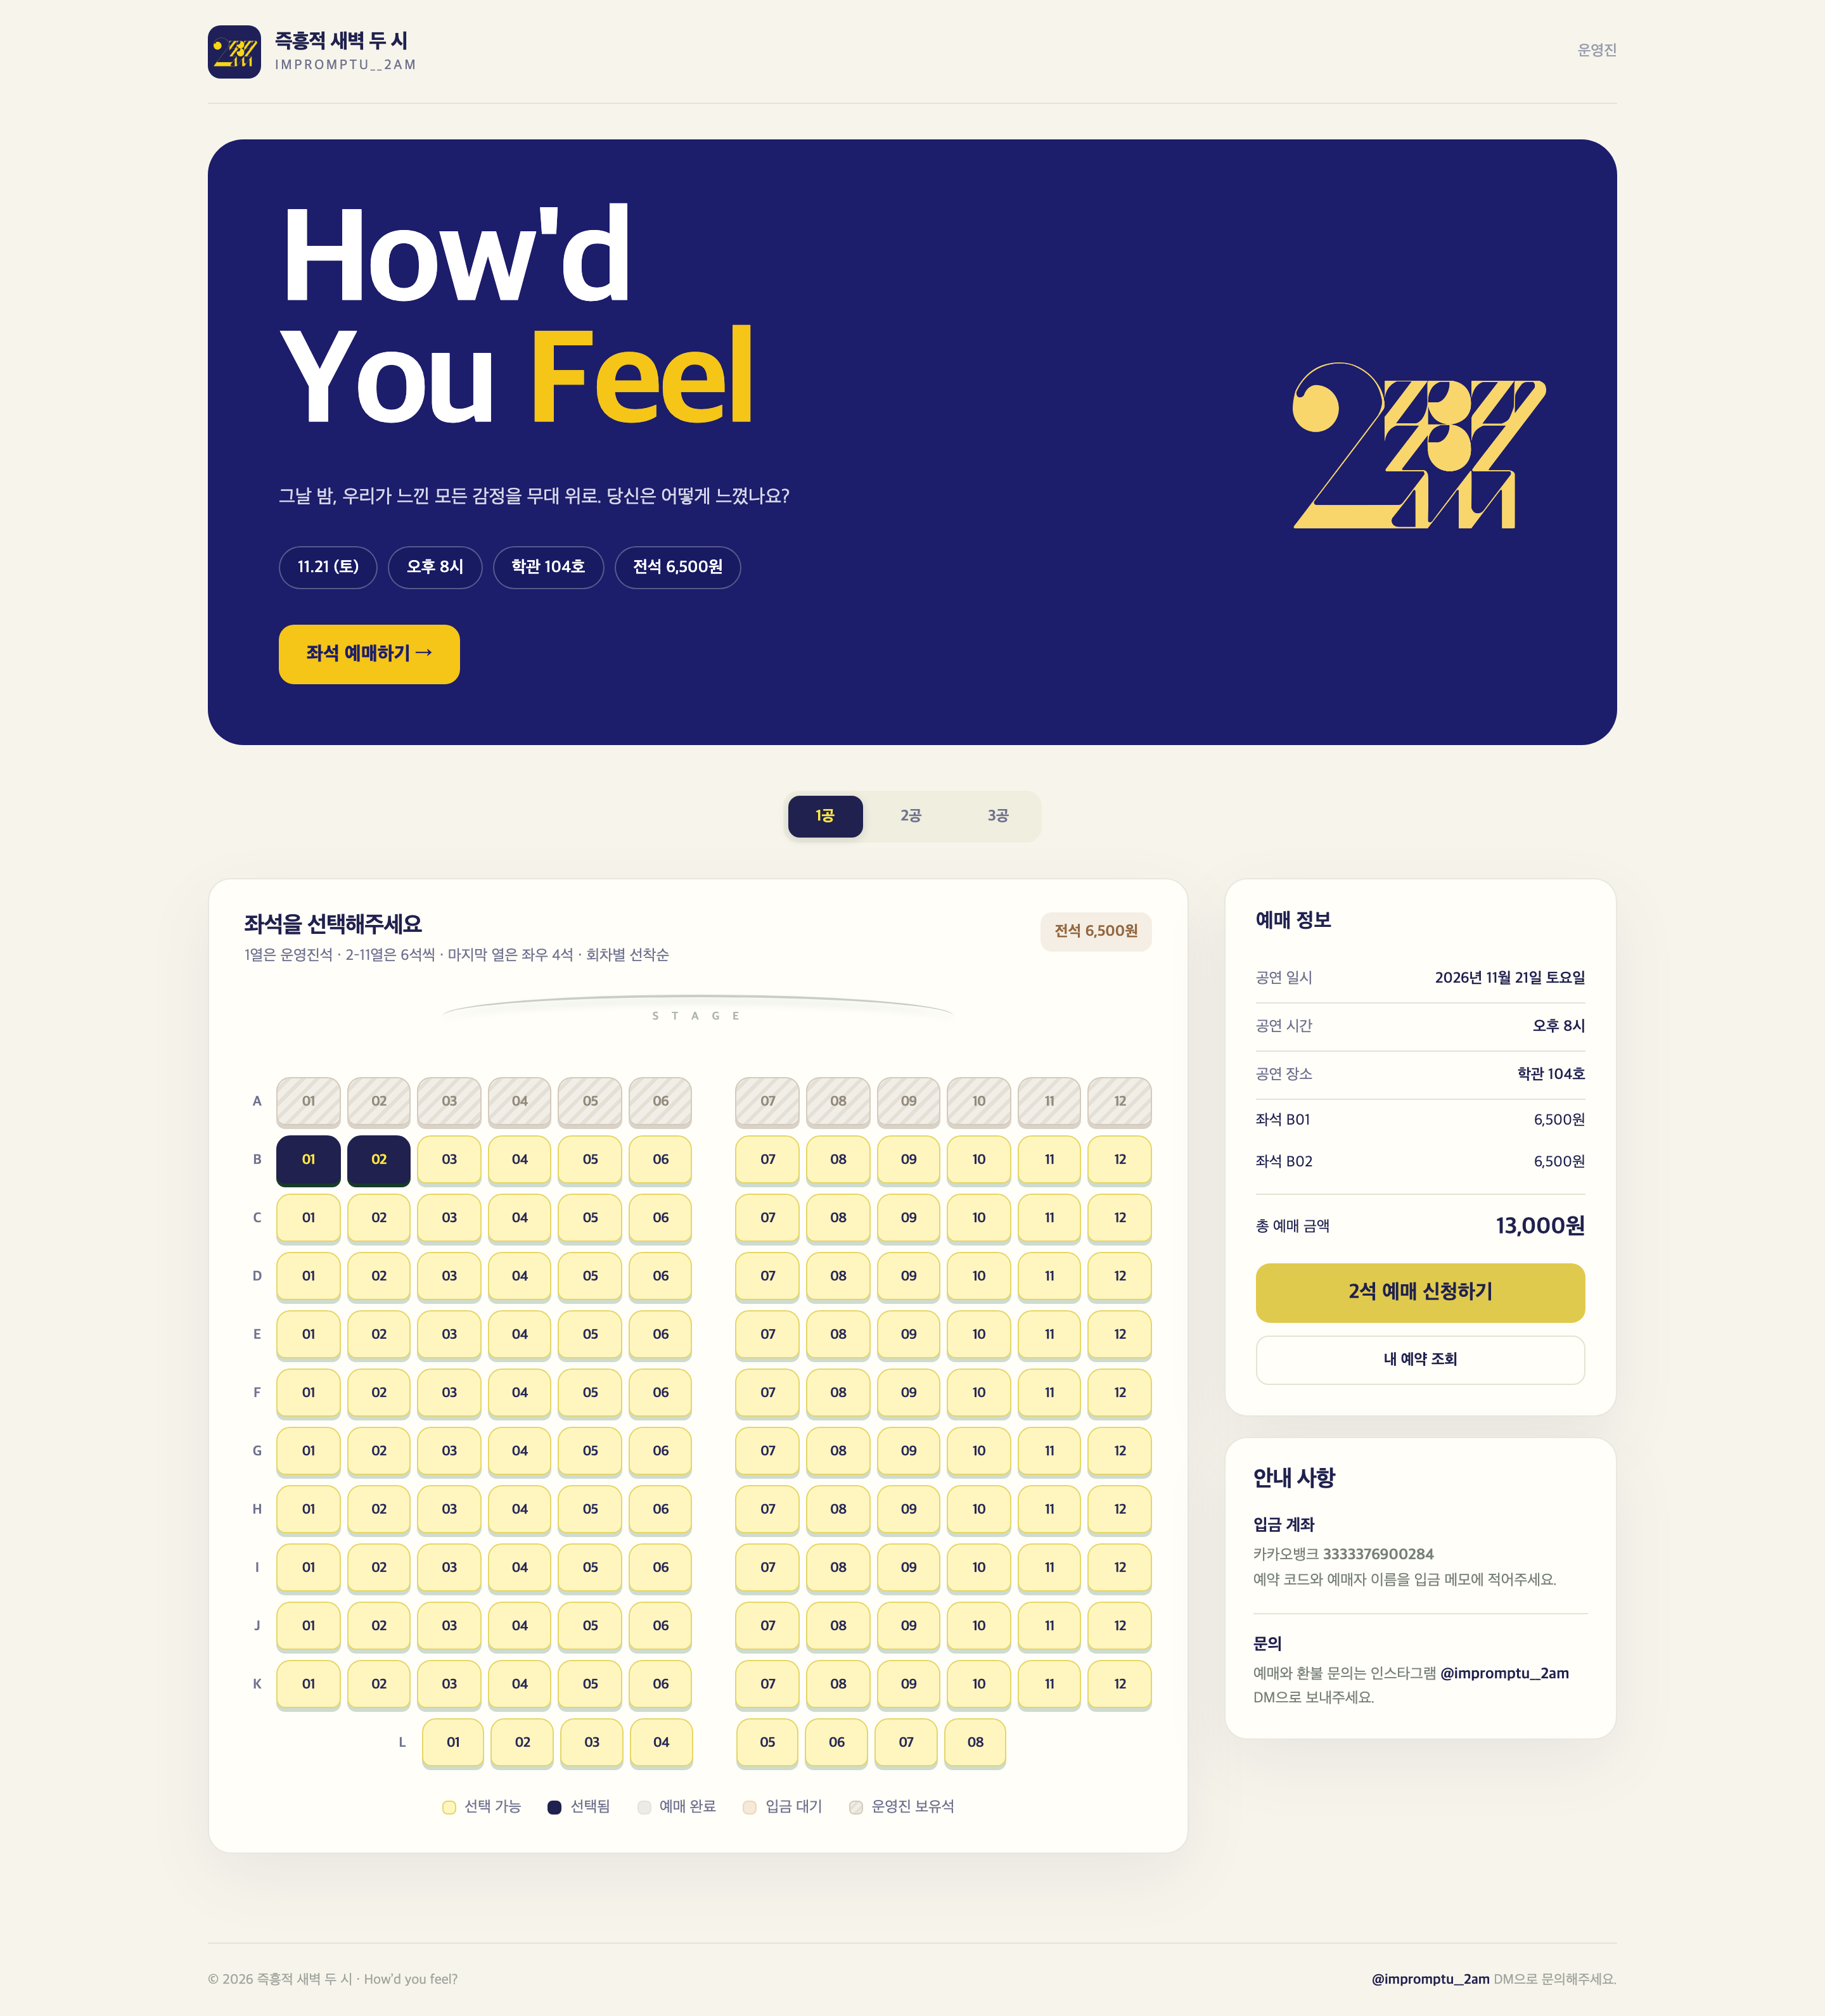 2AM
즉흥적 새벽 두 시
IMPROMPTU__2AM
운영진
How'd
You Feel
그날 밤, 우리가 느낀 모든 감정을 무대 위로. 당신은 어떻게 느꼈나요?
11.21 (토) 오후 8시 학관 104호 전석 6,500원
좌석 예매하기 →
1공 2공 3공
좌석을 선택해주세요
1열은 운영진석 · 2-11열은 6석씩 · 마지막 열은 좌우 4석 · 회차별 선착순
전석 6,500원
STAGE
A 01 02 03 04 05 06 07 08 09 10 11 12
B 01 02 03 04 05 06 07 08 09 10 11 12
C 01 02 03 04 05 06 07 08 09 10 11 12
D 01 02 03 04 05 06 07 08 09 10 11 12
E 01 02 03 04 05 06 07 08 09 10 11 12
F 01 02 03 04 05 06 07 08 09 10 11 12
G 01 02 03 04 05 06 07 08 09 10 11 12
H 01 02 03 04 05 06 07 08 09 10 11 12
I 01 02 03 04 05 06 07 08 09 10 11 12
J 01 02 03 04 05 06 07 08 09 10 11 12
K 01 02 03 04 05 06 07 08 09 10 11 12
L 01 02 03 04 05 06 07 08
선택 가능 선택됨 예매 완료 입금 대기 운영진 보유석
예매 정보
공연 일시 2026년 11월 21일 토요일
공연 시간 오후 8시
공연 장소 학관 104호
좌석 B01 6,500원
좌석 B02 6,500원
총 예매 금액 13,000원
2석 예매 신청하기
내 예약 조회
안내 사항
입금 계좌
카카오뱅크 3333376900284
예약 코드와 예매자 이름을 입금 메모에 적어주세요.
문의
예매와 환불 문의는 인스타그램 @impromptu__2am
DM으로 보내주세요.
© 2026 즉흥적 새벽 두 시 · How'd you feel?
@impromptu__2am DM으로 문의해주세요.